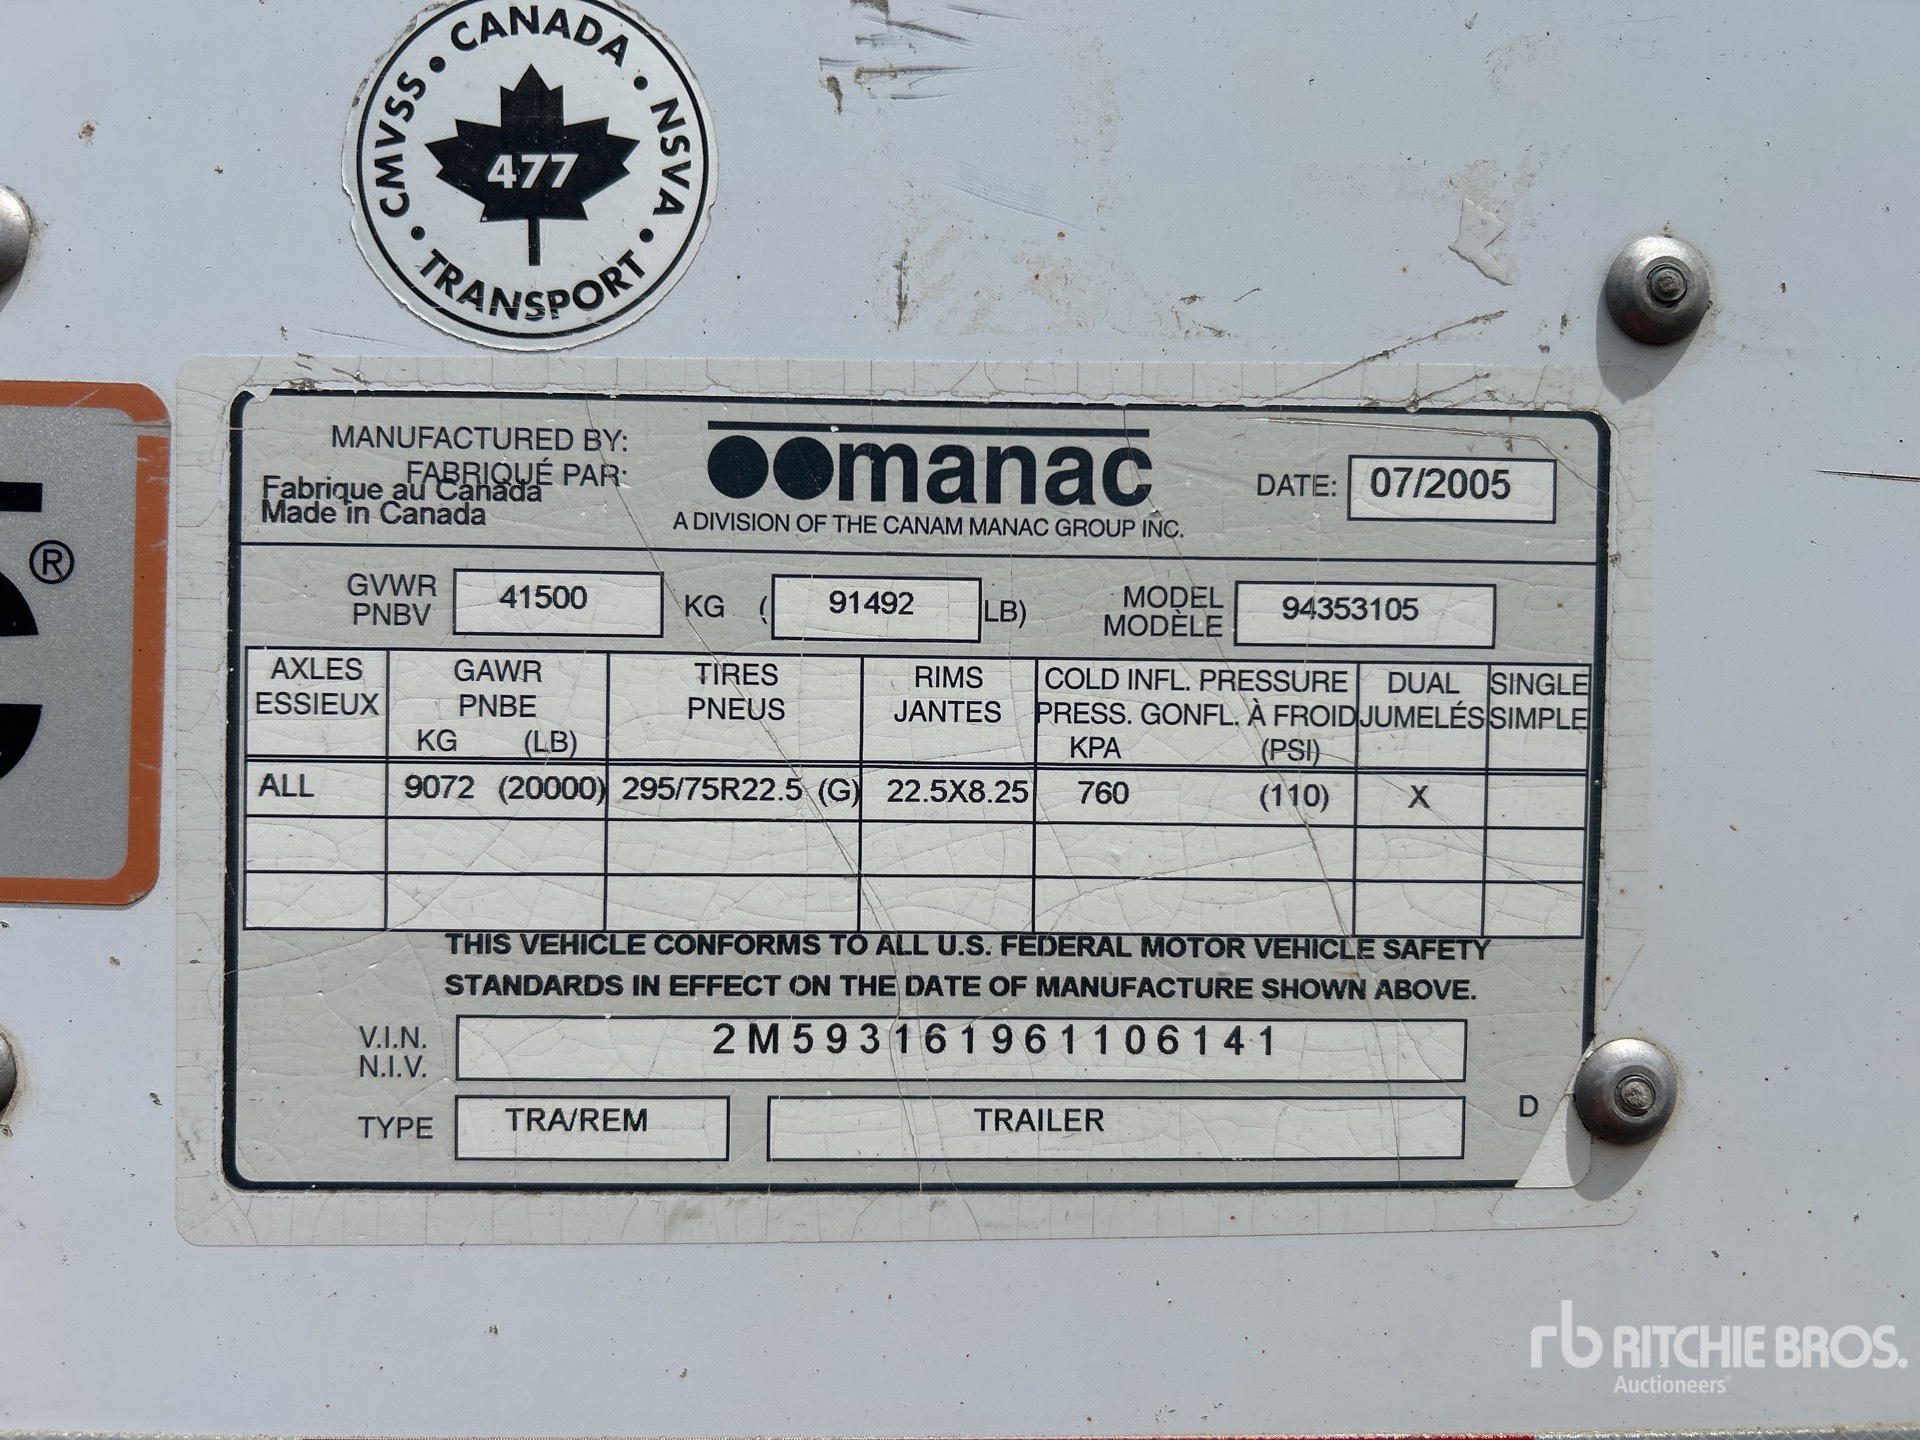 CMVSS • CANADA • NSVA • TRANSPORT •
477
®
MANUFACTURED BY:
FABRIQUÉ PAR:
Fabrique au Canada
Made in Canada
manac
A DIVISION OF THE CANAM MANAC GROUP INC.
DATE: 07/2005
GVWR
PNBV
41500 KG ( 91492 LB)
MODEL
MODÈLE
94353105
AXLES
ESSIEUX
GAWR
PNBE
KG (LB)
TIRES
PNEUS
RIMS
JANTES
COLD INFL. PRESSURE
PRESS. GONFL. À FROID
KPA (PSI)
DUAL
JUMELÉS
SINGLE
SIMPLE
ALL 9072 (20000) 295/75R22.5 (G) 22.5X8.25 760 (110) X
THIS VEHICLE CONFORMS TO ALL U.S. FEDERAL MOTOR VEHICLE SAFETY
STANDARDS IN EFFECT ON THE DATE OF MANUFACTURE SHOWN ABOVE.
V.I.N.
N.I.V.
2M593161961106141
TYPE TRA/REM TRAILER D
rb RITCHIE BROS.
Auctioneers